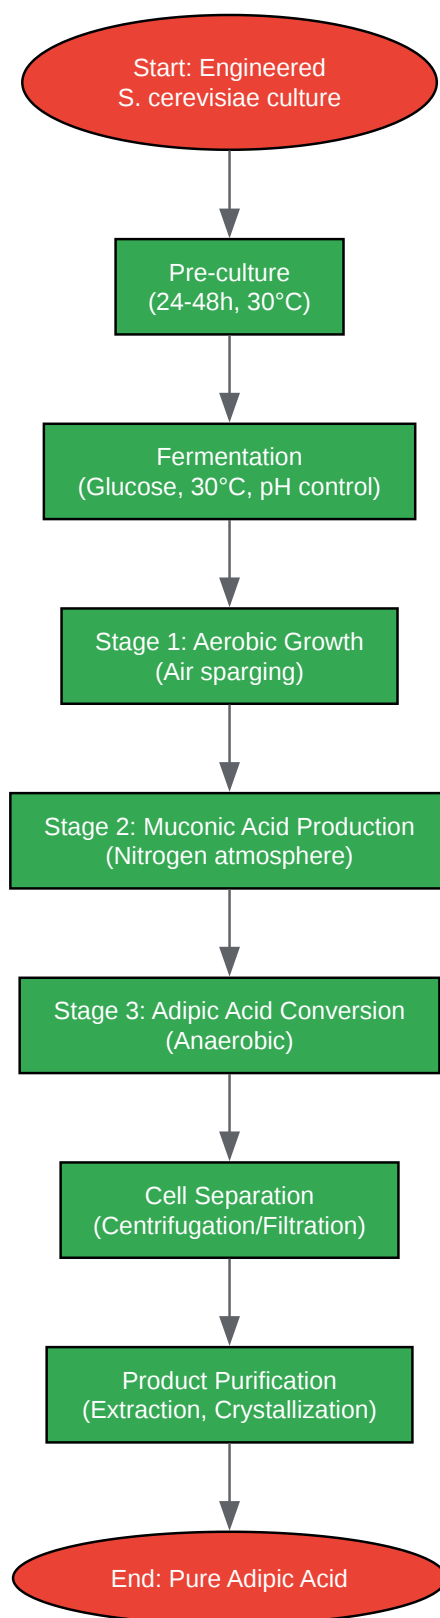 Start: Engineered
S. cerevisiae culture
Pre-culture
(24-48h, 30°C)
Fermentation
(Glucose, 30°C, pH control)
Stage 1: Aerobic Growth
(Air sparging)
Stage 2: Muconic Acid Production
(Nitrogen atmosphere)
Stage 3: Adipic Acid Conversion
(Anaerobic)
Cell Separation
(Centrifugation/Filtration)
Product Purification
(Extraction, Crystallization)
End: Pure Adipic Acid